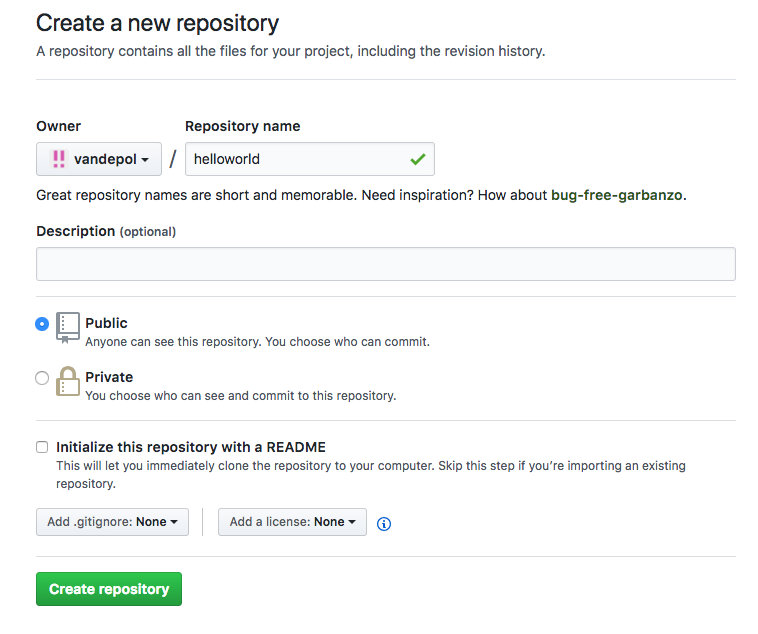 Create a new repository
A repository contains all the files for your project, including the revision history.
Owner
Repository name
vandepol
/
helloworld
Great repository names are short and memorable. Need inspiration? How about bug-free-garbanzo.
Description (optional)
Public
Anyone can see this repository. You choose who can commit.
Private
You choose who can see and commit to this repository.
Initialize this repository with a README
This will let you immediately clone the repository to your computer. Skip this step if you’re importing an existing
repository.
Add .gitignore: None
Add a license: None
Create repository